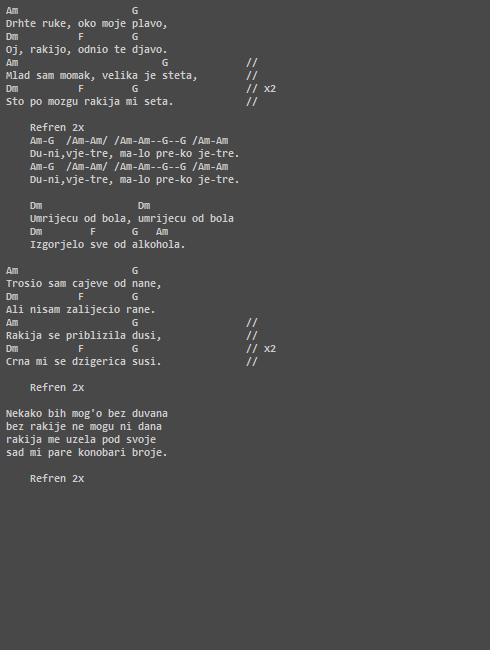 Am                   G
Drhte ruke, oko moje plavo,
Dm          F        G
Oj, rakijo, odnio te djavo.
Am                        G             //
Mlad sam momak, velika je steta,        //
Dm          F        G                  // x2
Sto po mozgu rakija mi seta.            //

    Refren 2x
    Am-G  /Am-Am/ /Am-Am--G--G /Am-Am
    Du-ni,vje-tre, ma-lo pre-ko je-tre.
    Am-G  /Am-Am/ /Am-Am--G--G /Am-Am
    Du-ni,vje-tre, ma-lo pre-ko je-tre.

    Dm                Dm
    Umrijecu od bola, umrijecu od bola
    Dm        F      G   Am
    Izgorjelo sve od alkohola.

Am                   G
Trosio sam cajeve od nane,
Dm          F        G
Ali nisam zalijecio rane.
Am                   G                  //
Rakija se priblizila dusi,              //
Dm          F        G                  // x2
Crna mi se dzigerica susi.              //

    Refren 2x

Nekako bih mog'o bez duvana
bez rakije ne mogu ni dana
rakija me uzela pod svoje
sad mi pare konobari broje.

    Refren 2x